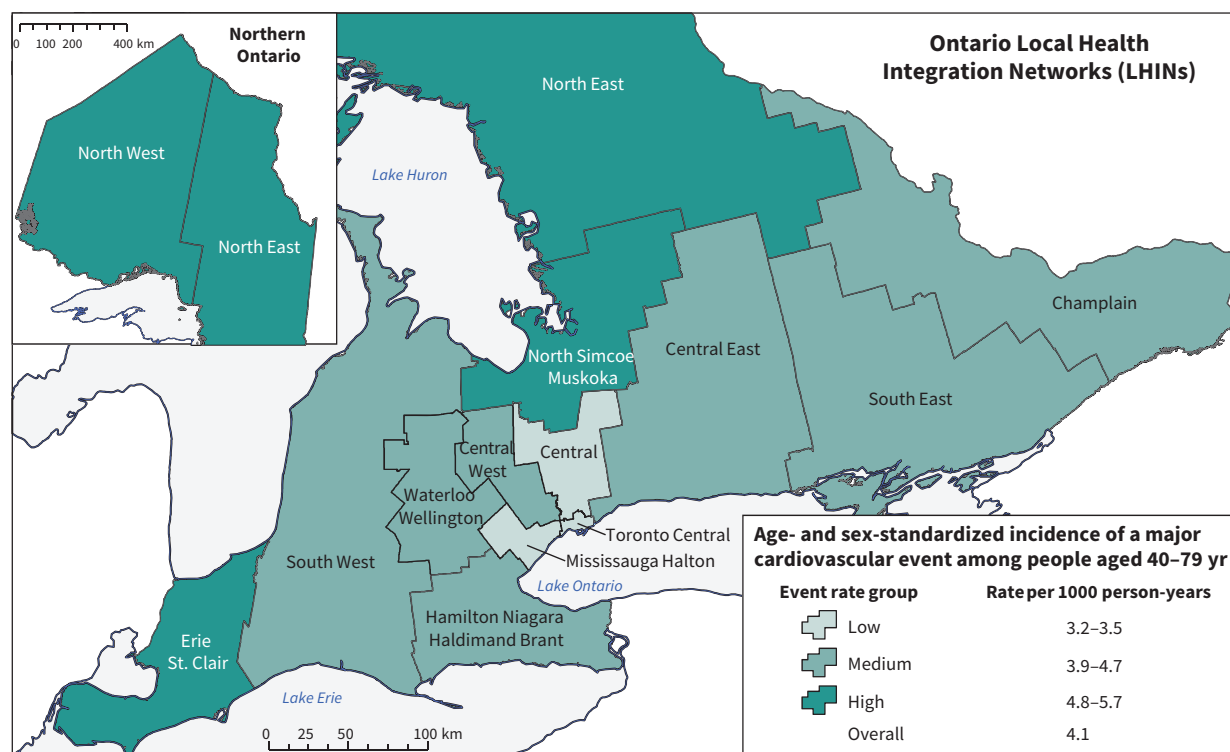 0 100 200 400 km
Northern
Ontario
North West
North East
Ontario Local Health
Integration Networks (LHINs)
North East
Lake Huron
Champlain
North Simcoe
Muskoka
Central East
South East
Central
Central
West
Waterloo
Wellington
Toronto Central
Mississauga Halton
South West
Lake Ontario
Hamilton Niagara
Haldimand Brant
Erie
St. Clair
Lake Erie
0 25 50 100 km
Age- and sex-standardized incidence of a major
cardiovascular event among people aged 40–79 yr
Event rate group Rate per 1000 person-years
Low 3.2–3.5
Medium 3.9–4.7
High 4.8–5.7
Overall 4.1